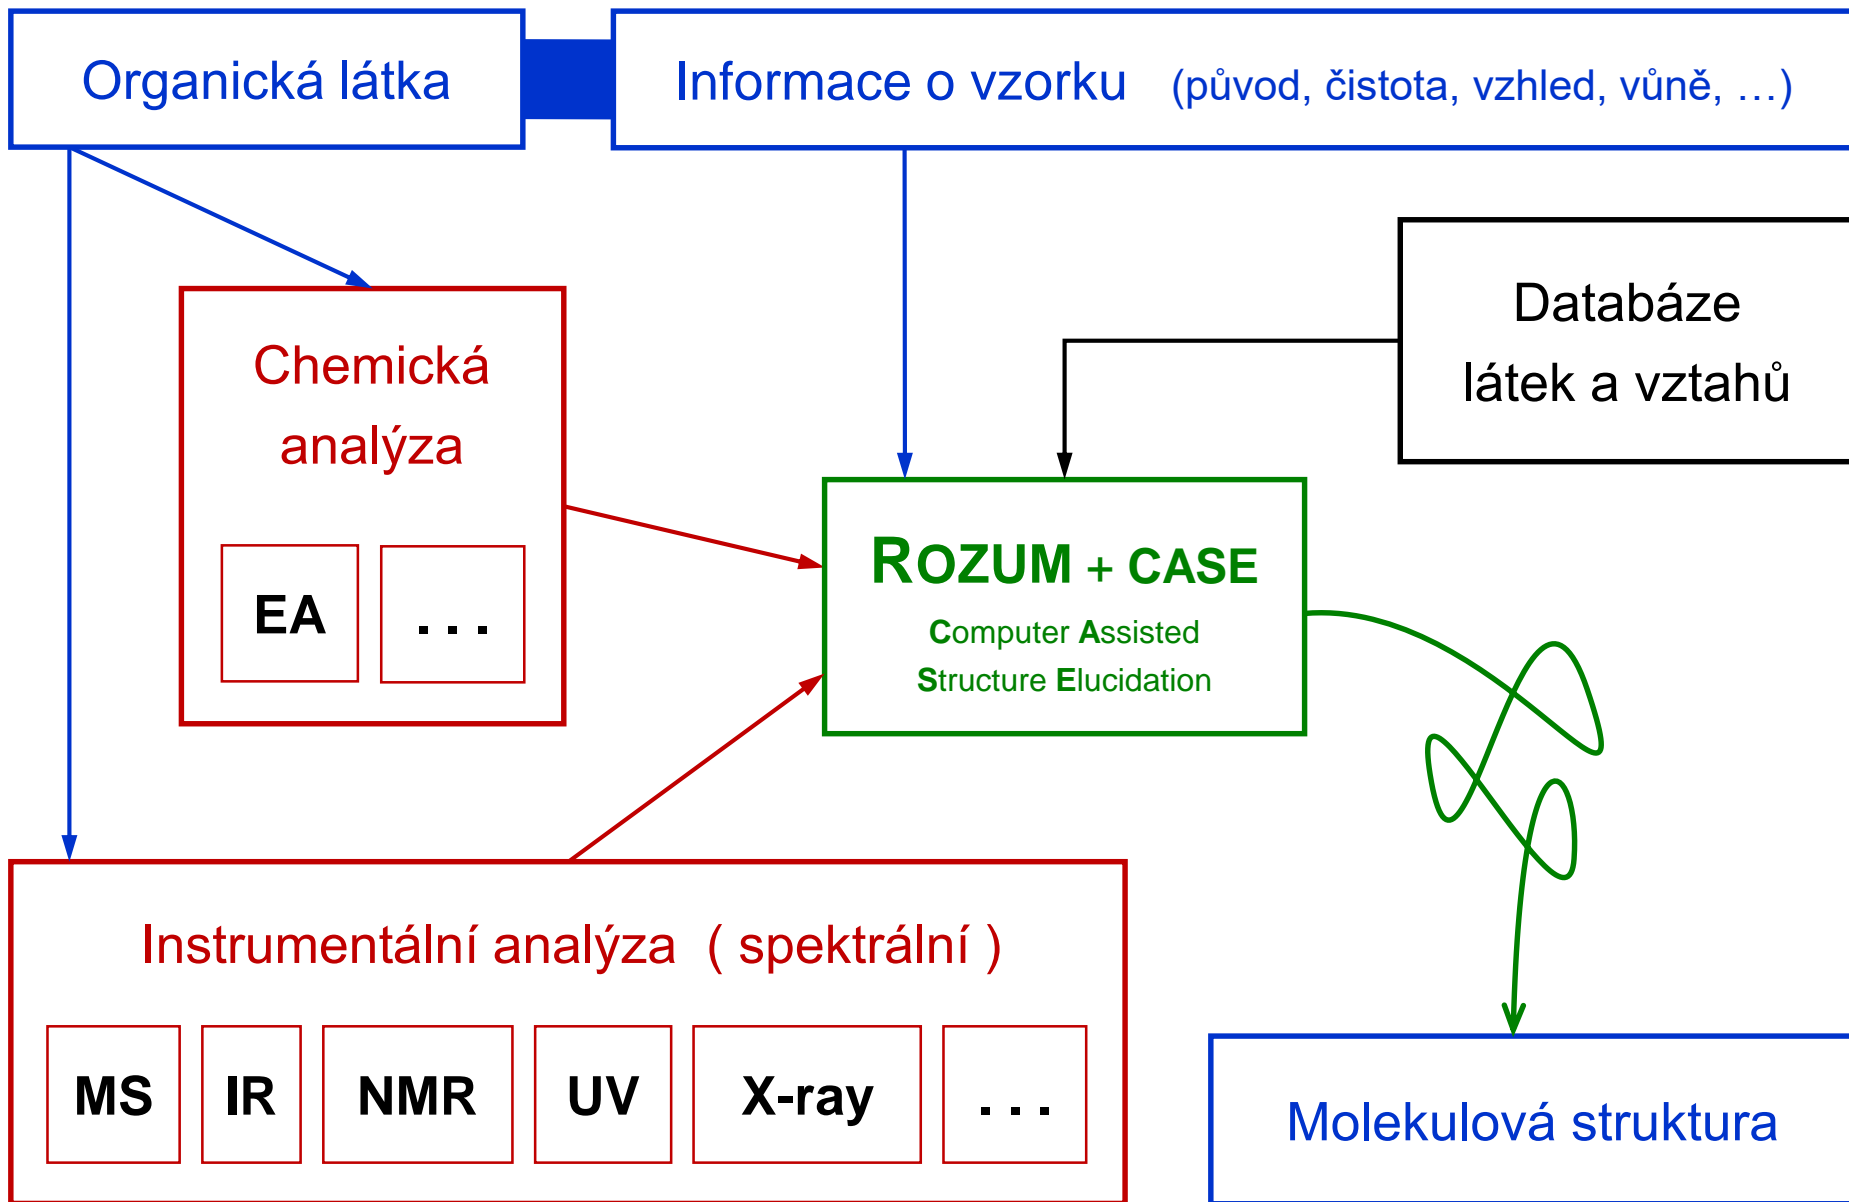 Organická látka
Informace o vzorku (původ, čistota, vzhled, vůně, …)
Databáze
látek a vztahů
Chemická
analýza
EA
. . .
ROZUM + CASE
Computer Assisted
Structure Elucidation
Instrumentální analýza ( spektrální )
MS
IR
NMR
UV
X-ray
. . .
Molekulová struktura